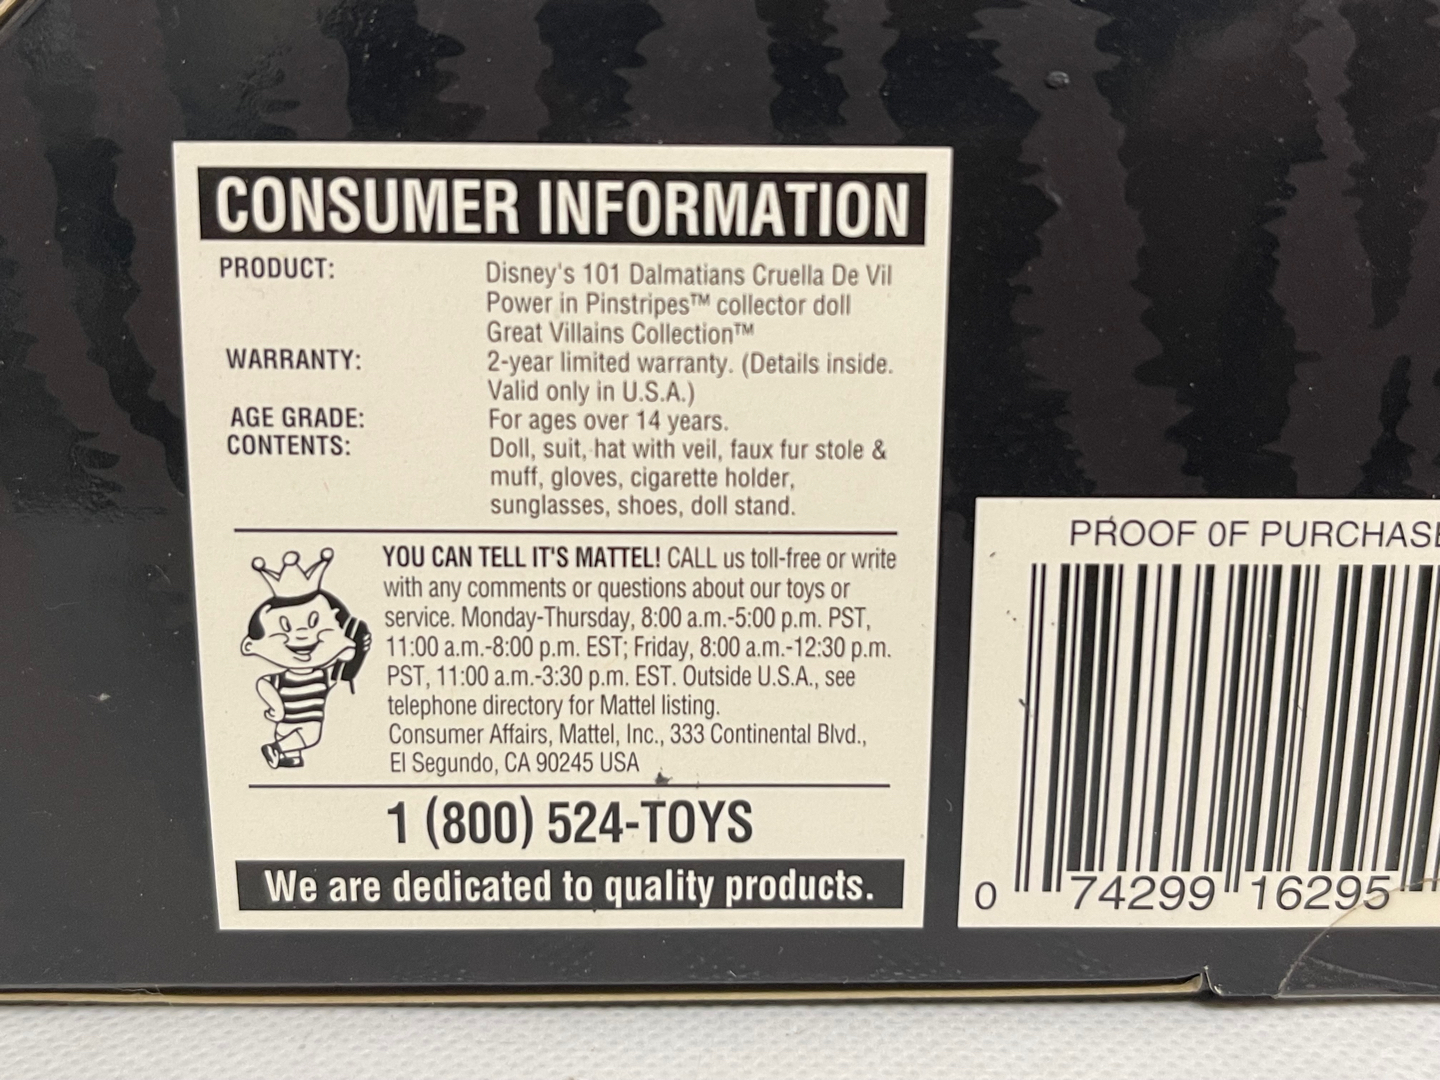 CONSUMER INFORMATION
PRODUCT: Disney's 101 Dalmatians Cruella De Vil
Power in Pinstripes™ collector doll
Great Villains Collection™
WARRANTY: 2-year limited warranty. (Details inside.
Valid only in U.S.A.)
AGE GRADE: For ages over 14 years.
CONTENTS: Doll, suit, hat with veil, faux fur stole &
muff, gloves, cigarette holder,
sunglasses, shoes, doll stand.
YOU CAN TELL IT'S MATTEL! CALL us toll-free or write
with any comments or questions about our toys or
service. Monday-Thursday, 8:00 a.m.-5:00 p.m. PST,
11:00 a.m.-8:00 p.m. EST; Friday, 8:00 a.m.-12:30 p.m.
PST, 11:00 a.m.-3:30 p.m. EST. Outside U.S.A., see
telephone directory for Mattel listing.
Consumer Affairs, Mattel, Inc., 333 Continental Blvd.,
El Segundo, CA 90245 USA
1 (800) 524-TOYS
We are dedicated to quality products.
PROOF OF PURCHASE
0 74299 16295